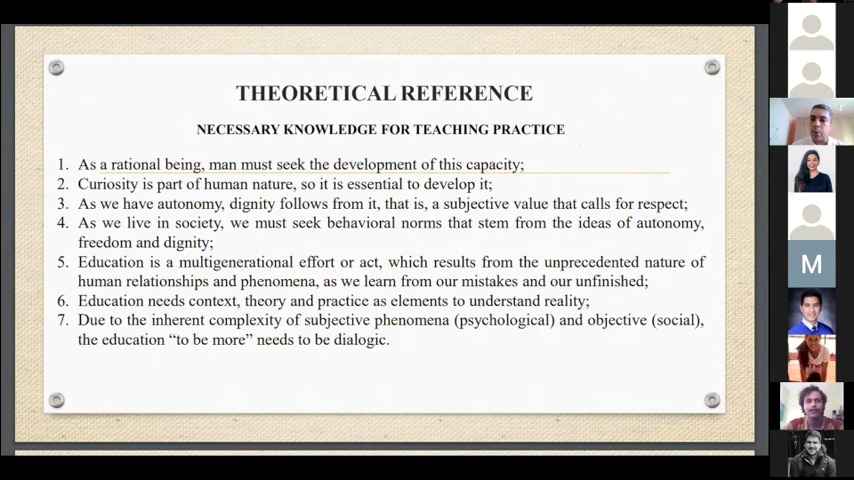 THEORETICAL REFERENCE
NECESSARY KNOWLEDGE FOR TEACHING PRACTICE
1. As a rational being, man must seek the development of this capacity;
2. Curiosity is part of human nature, so it is essential to develop it;
3. As we have autonomy, dignity follows from it, that is, a subjective value that calls for respect;
4. As we live in society, we must seek behavioral norms that stem from the ideas of autonomy,
freedom and dignity;
5. Education is a multigenerational effort or act, which results from the unprecedented nature of
human relationships and phenomena, as we learn from our mistakes and our unfinished;
6. Education needs context, theory and practice as elements to understand reality;
7. Due to the inherent complexity of subjective phenomena (psychological) and objective (social),
the education “to be more” needs to be dialogic.
M